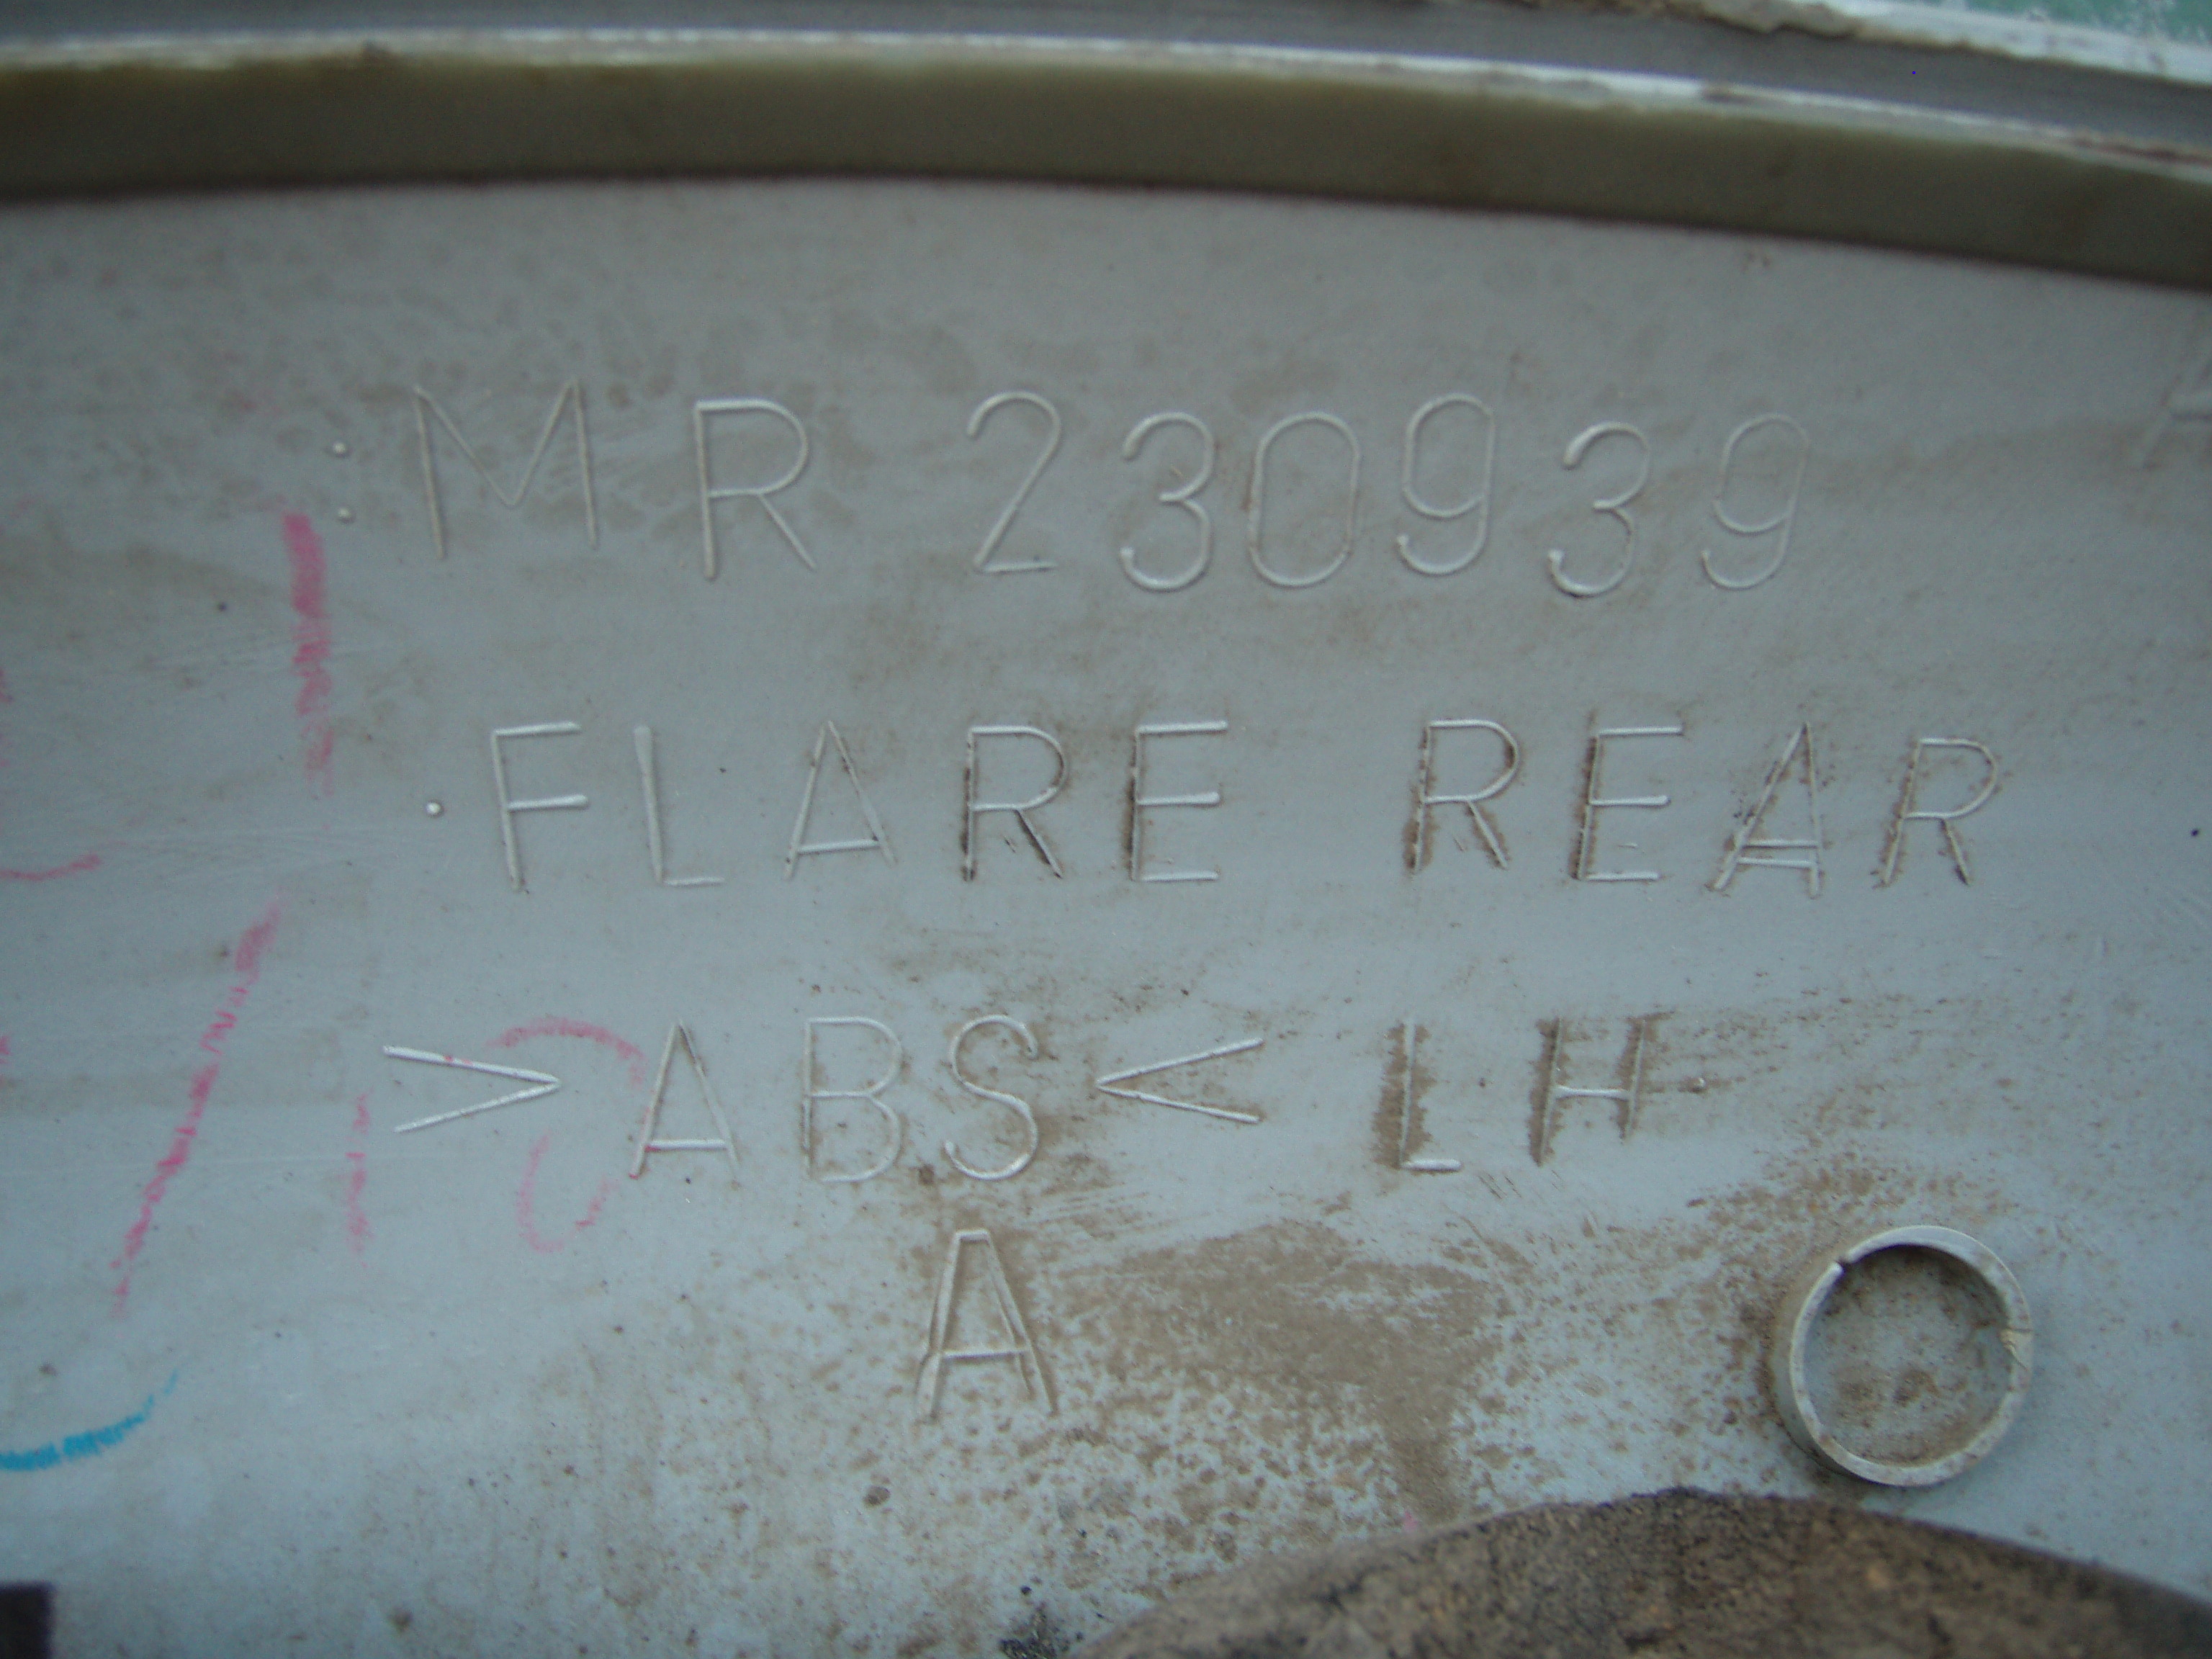 MR 230939
FLARE REAR
>ABS< LH
A